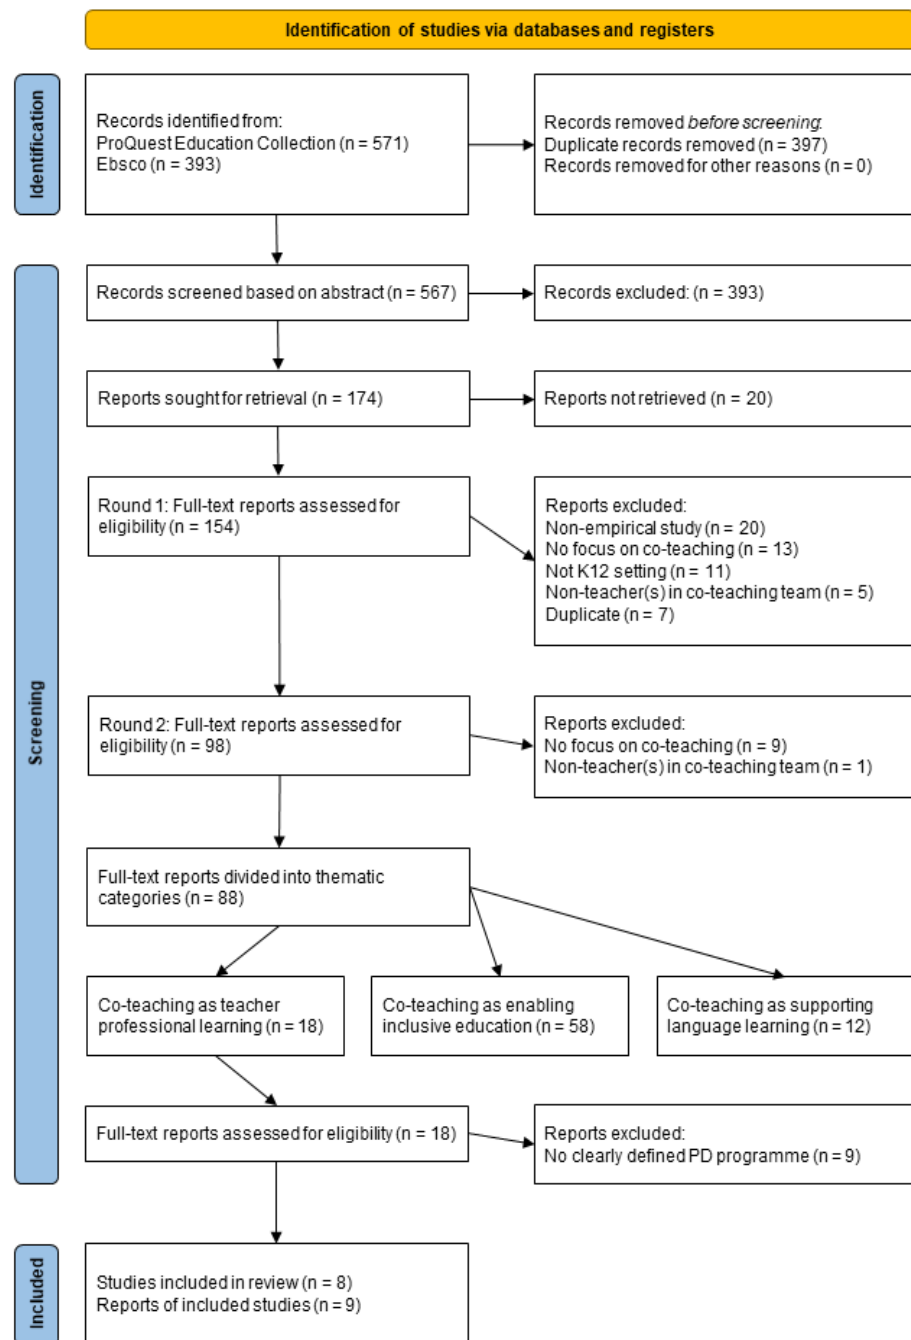 Identification of studies via databases and registers
Identification
Records identified from:
ProQuest Education Collection (n = 571)
Ebsco (n = 393)
Records removed before screening:
Duplicate records removed (n = 397)
Records removed for other reasons (n = 0)
Screening
Records screened based on abstract (n = 567)
Records excluded: (n = 393)
Reports sought for retrieval (n = 174)
Reports not retrieved (n = 20)
Round 1: Full-text reports assessed for
eligibility (n = 154)
Reports excluded:
Non-empirical study (n = 20)
No focus on co-teaching (n = 13)
Not K12 setting (n = 11)
Non-teacher(s) in co-teaching team (n = 5)
Duplicate (n = 7)
Round 2: Full-text reports assessed for
eligibility (n = 98)
Reports excluded:
No focus on co-teaching (n = 9)
Non-teacher(s) in co-teaching team (n = 1)
Full-text reports divided into thematic
categories (n = 88)
Co-teaching as teacher
professional learning (n = 18)
Co-teaching as enabling
inclusive education (n = 58)
Co-teaching as supporting
language learning (n = 12)
Full-text reports assessed for eligibility (n = 18)
Reports excluded:
No clearly defined PD programme (n = 9)
Included
Studies included in review (n = 8)
Reports of included studies (n = 9)